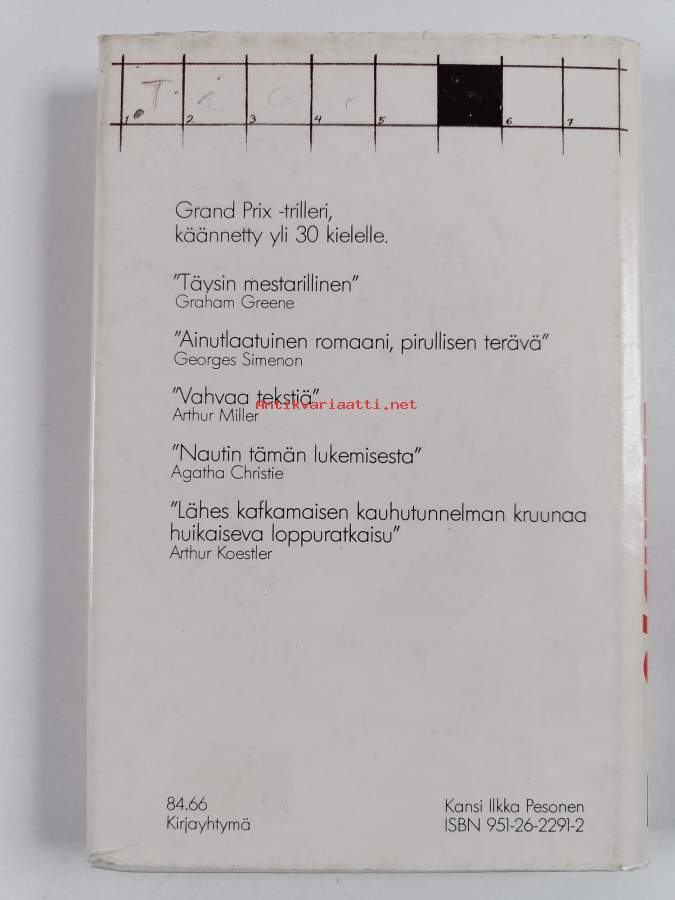 T i G r
1 2 3 4 5 6 7
Grand Prix -trilleri,
käännetty yli 30 kielelle.
"Täysin mestarillinen"
Graham Greene
"Ainutlaatuinen romaani, pirullisen terävä"
Georges Simenon
"Vahvaa tekstiä"
Antikvariaatti.net
Arthur Miller
"Nautin tämän lukemisesta"
Agatha Christie
"Lähes kafkamaisen kauhutunnelman kruunaa
huikaiseva loppuratkaisu"
Arthur Koestler
84.66
Kirjayhtymä
Kansi Ilkka Pesonen
ISBN 951-26-2291-2